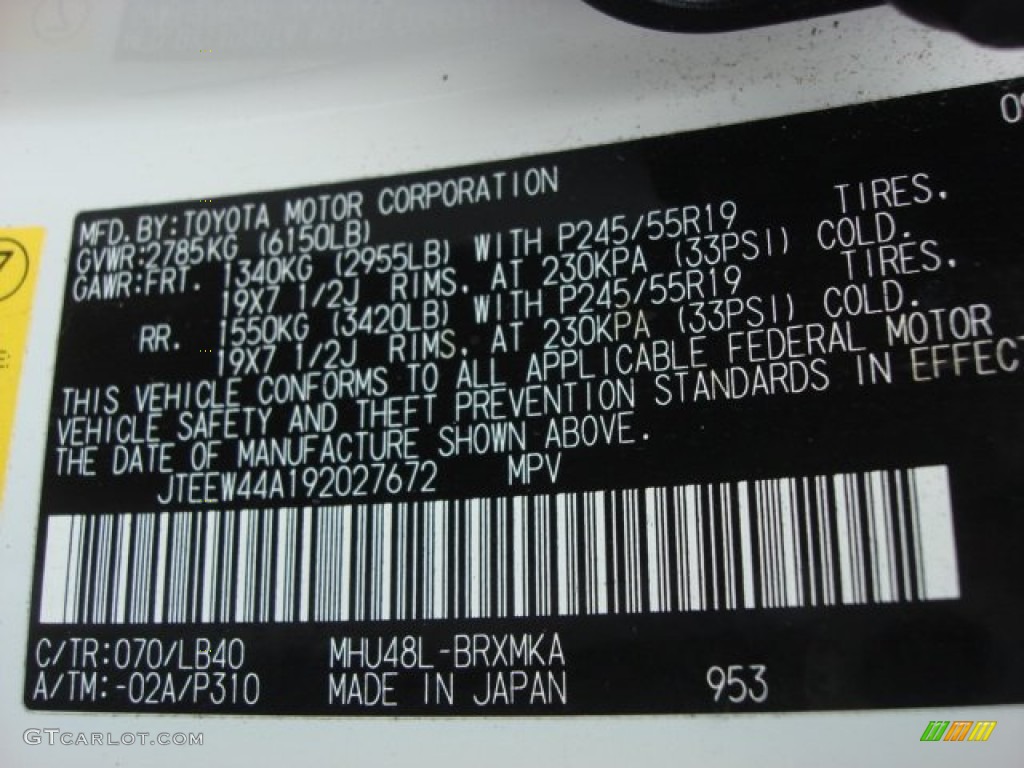 MFD. BY: TOYOTA MOTOR CORPORATION
GVWR: 2785KG (6150LB)
GAWR: FRT. 1340KG (2955LB) WITH P245/55R19 TIRES.
19X7 1/2J RIMS, AT 230KPA (33PSI) COLD.
RR. 1550KG (3420LB) WITH P245/55R19 TIRES.
19X7 1/2J RIMS, AT 230KPA (33PSI) COLD.
THIS VEHICLE CONFORMS TO ALL APPLICABLE FEDERAL MOTOR
VEHICLE SAFETY AND THEFT PREVENTION STANDARDS IN EFFECT
THE DATE OF MANUFACTURE SHOWN ABOVE.
JTEEW44A192027672 MPV
C/TR: 070/LB40 MHU48L-BRXMKA
A/TM: -02A/P310 MADE IN JAPAN 953
GTCARLOT.COM